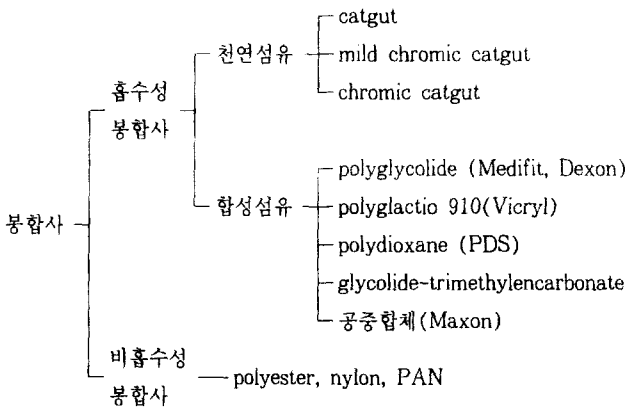 catgut
천연섬유
mild chromic catgut
흡수성
chromic catgut
봉합사
polyglycolide (Medifit, Dexon)
합성섬유
polyglactio 910(Vicryl)
봉합사
polydioxane (PDS)
glycolide-trimethylencarbonate
공중합체(Maxon)
비흡수성
봉합사
polyester, nylon, PAN